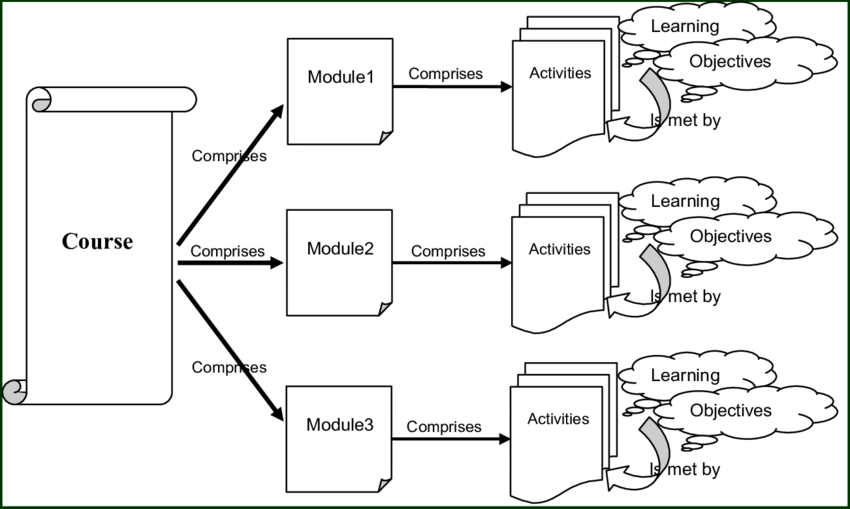 Learning
Module1
Comprises
Activities
Objectives
Is met by
Comprises
Course
Comprises
Module2
Comprises
Activities
Learning
Objectives
Is met by
Comprises
Module3
Comprises
Activities
Learning
Objectives
Is met by